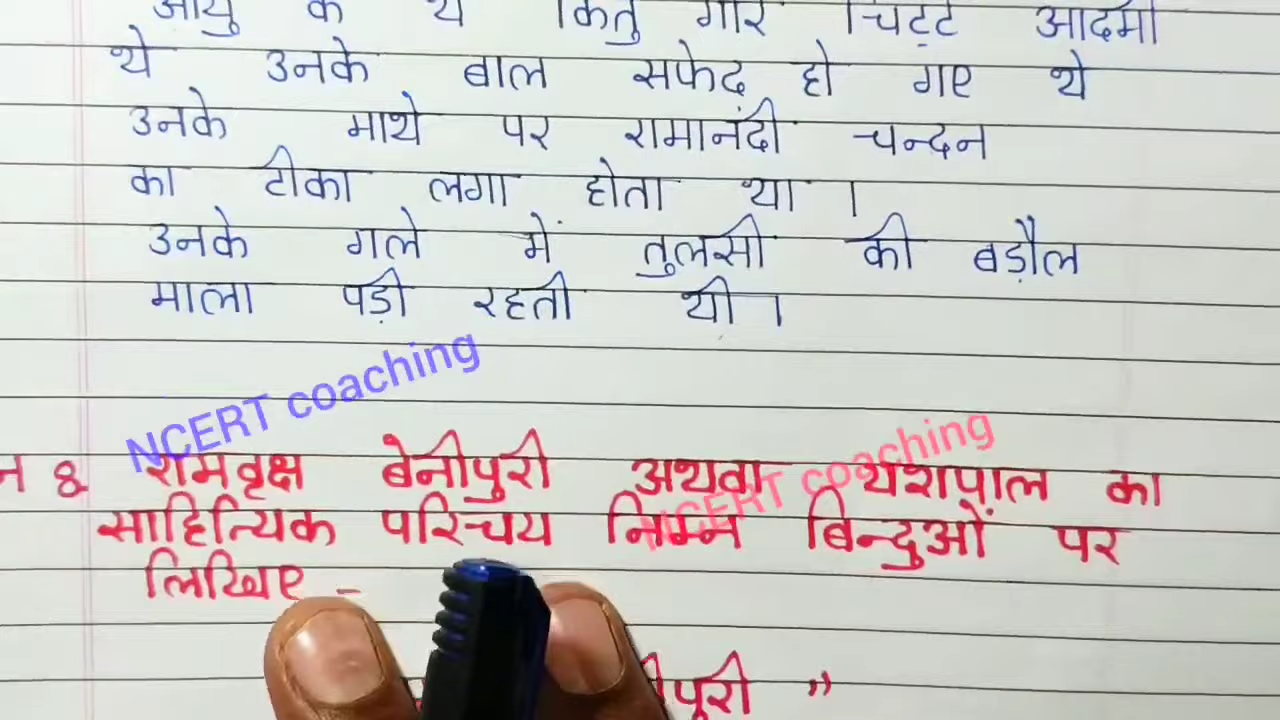 आयु के थे किंतु गोरे चिट्टे आदमी
थे उनके बाल सफेद हो गए थे
उनके माथे पर रामानंदी चन्दन
का टीका लगा होता था ।
उनके गले में तुलसी की बड़ौल
माला पड़ी रहती थी ।
NCERT coaching
NCERT coaching
न 8 रामवृक्ष बेनीपुरी अथवा यशपाल का
साहित्यिक परिचय निम्न बिन्दुओं पर
लिखिए -
ीपुरी ”